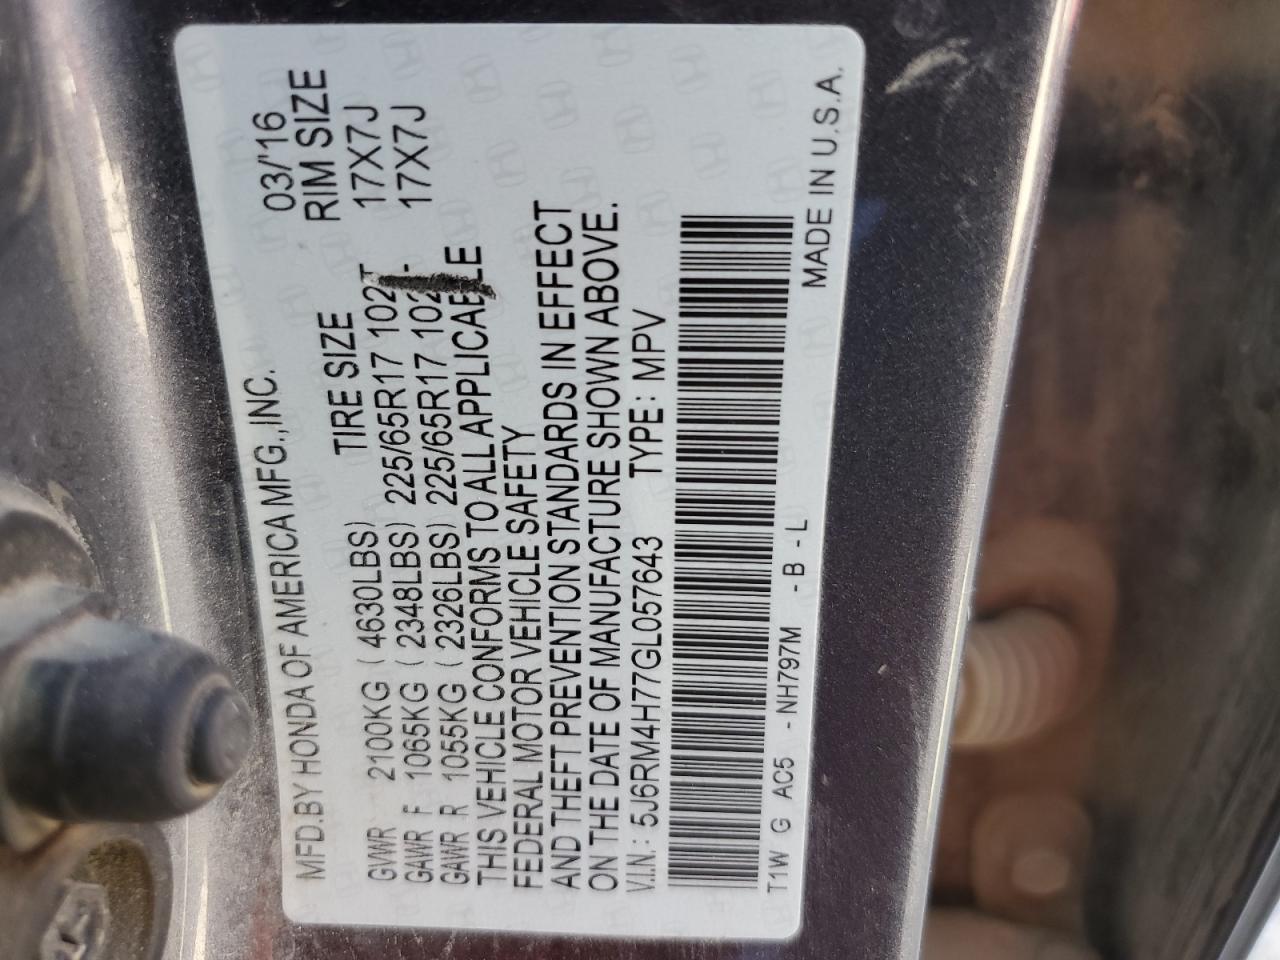 MFD.BY HONDA OF AMERICA MFG.,INC. 03/'16
TIRE SIZE RIM SIZE
GVWR 2100KG ( 4630LBS) 225/65R17 102T 17X7J
GAWR F 1065KG ( 2348LBS) 225/65R17 17X7J
GAWR R 1055KG ( 2326LBS)
THIS VEHICLE CONFORMS TO ALL APPLICABLE
FEDERAL MOTOR VEHICLE SAFETY
AND THEFT PREVENTION STANDARDS IN EFFECT
ON THE DATE OF MANUFACTURE SHOWN ABOVE.
V.I.N.: 5J6RM4H77GL057643 TYPE: MPV
T1W G AC5 - NH797M - B - L
MADE IN U.S.A.